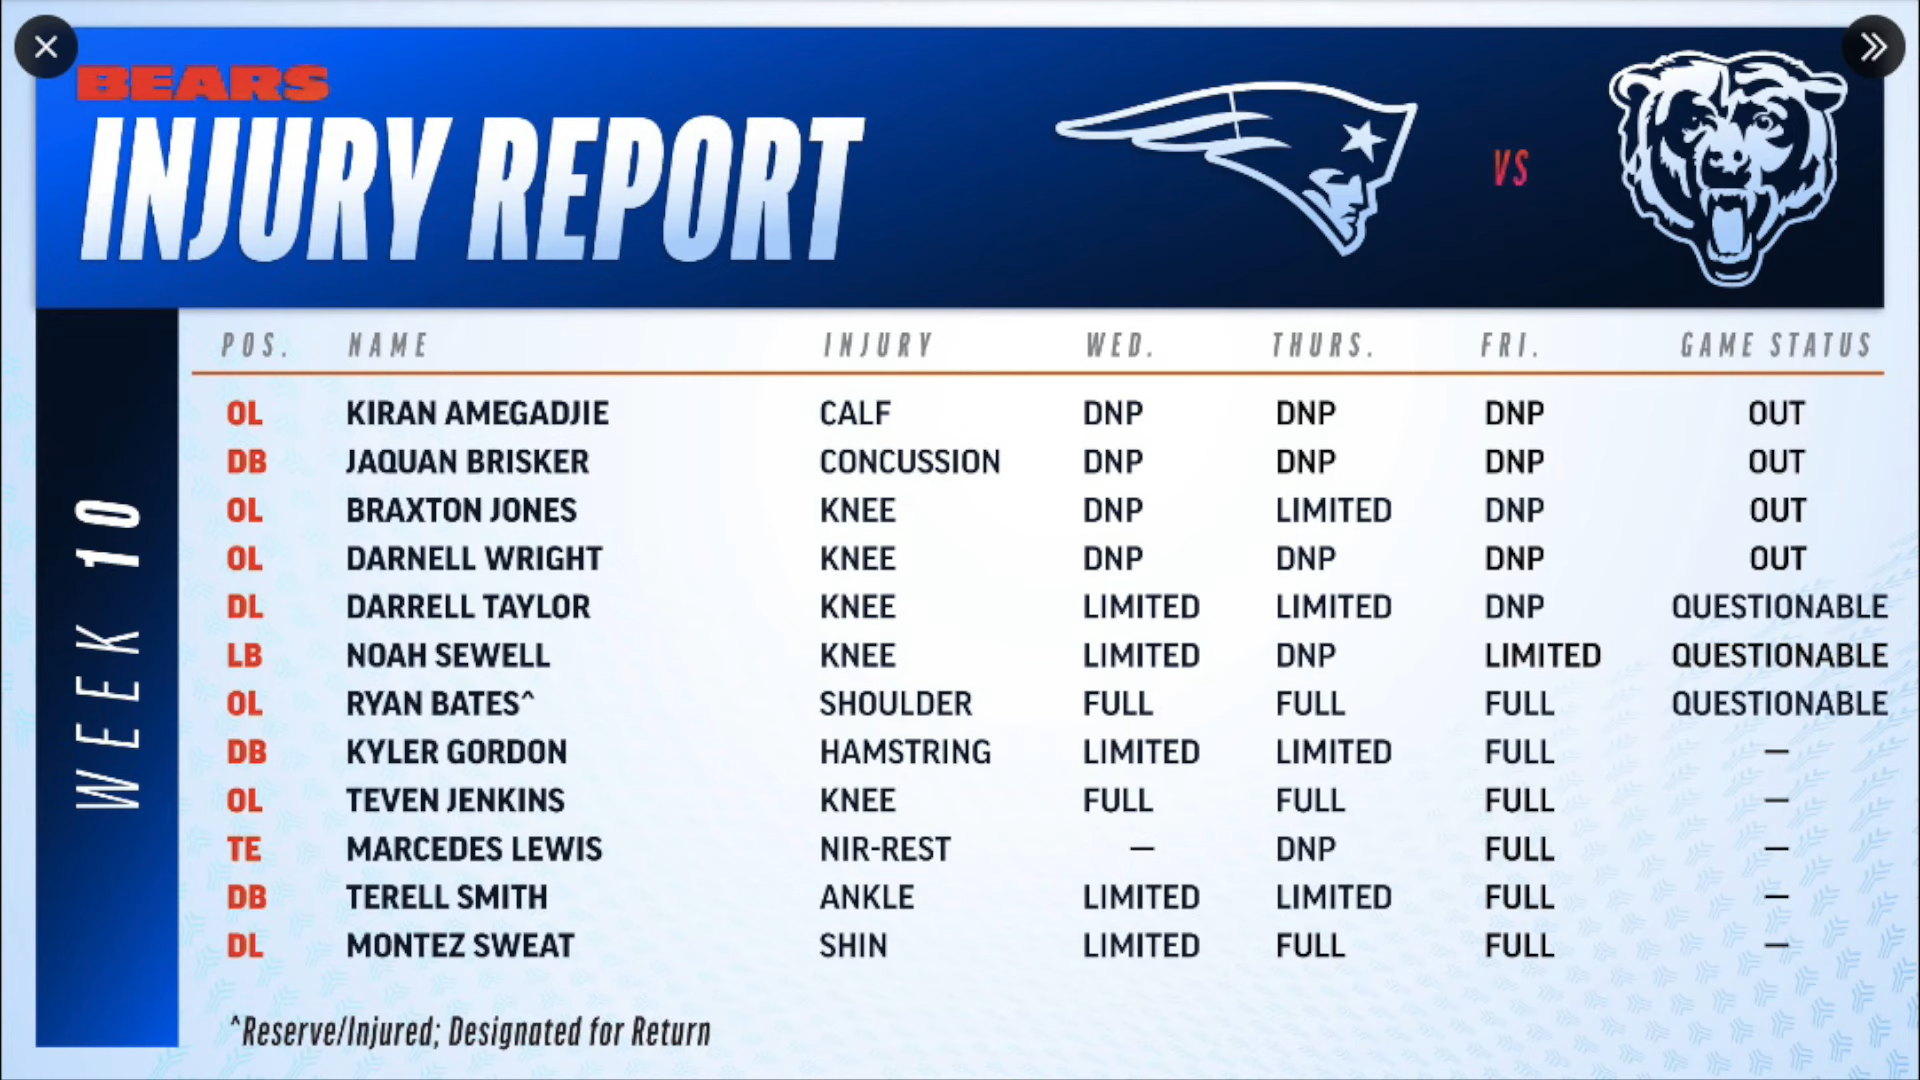 BEARS
INJURY REPORT
VS
WEEK 10
POS. NAME INJURY WED. THURS. FRI. GAME STATUS
OL KIRAN AMEGADJIE CALF DNP DNP DNP OUT
DB JAQUAN BRISKER CONCUSSION DNP DNP DNP OUT
OL BRAXTON JONES KNEE DNP LIMITED DNP OUT
OL DARNELL WRIGHT KNEE DNP DNP DNP OUT
DL DARRELL TAYLOR KNEE LIMITED LIMITED DNP QUESTIONABLE
LB NOAH SEWELL KNEE LIMITED DNP LIMITED QUESTIONABLE
OL RYAN BATES^ SHOULDER FULL FULL FULL QUESTIONABLE
DB KYLER GORDON HAMSTRING LIMITED LIMITED FULL —
OL TEVEN JENKINS KNEE FULL FULL FULL —
TE MARCEDES LEWIS NIR-REST — DNP FULL —
DB TERELL SMITH ANKLE LIMITED LIMITED FULL —
DL MONTEZ SWEAT SHIN LIMITED FULL FULL —
^Reserve/Injured; Designated for Return